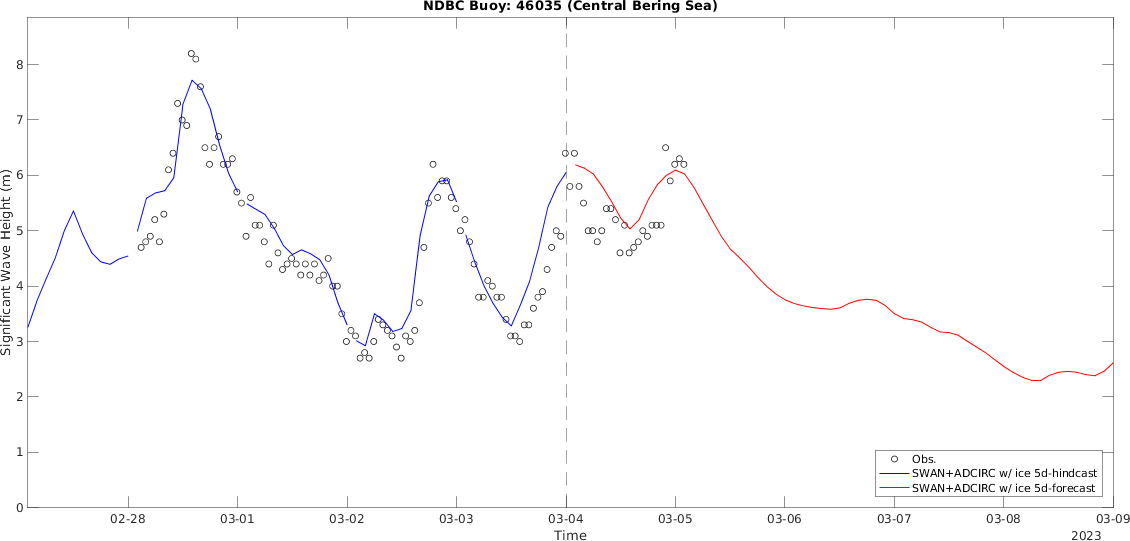 NDBC Buoy: 46035 (Central Bering Sea)
Significant Wave Height (m)
8
7
6
5
4
3
2
1
0
Obs.
SWAN+ADCIRC w/ ice 5d-hindcast
SWAN+ADCIRC w/ ice 5d-forecast
02-28 03-01 03-02 03-03 03-04 03-05 03-06 03-07 03-08 03-09
Time
2023